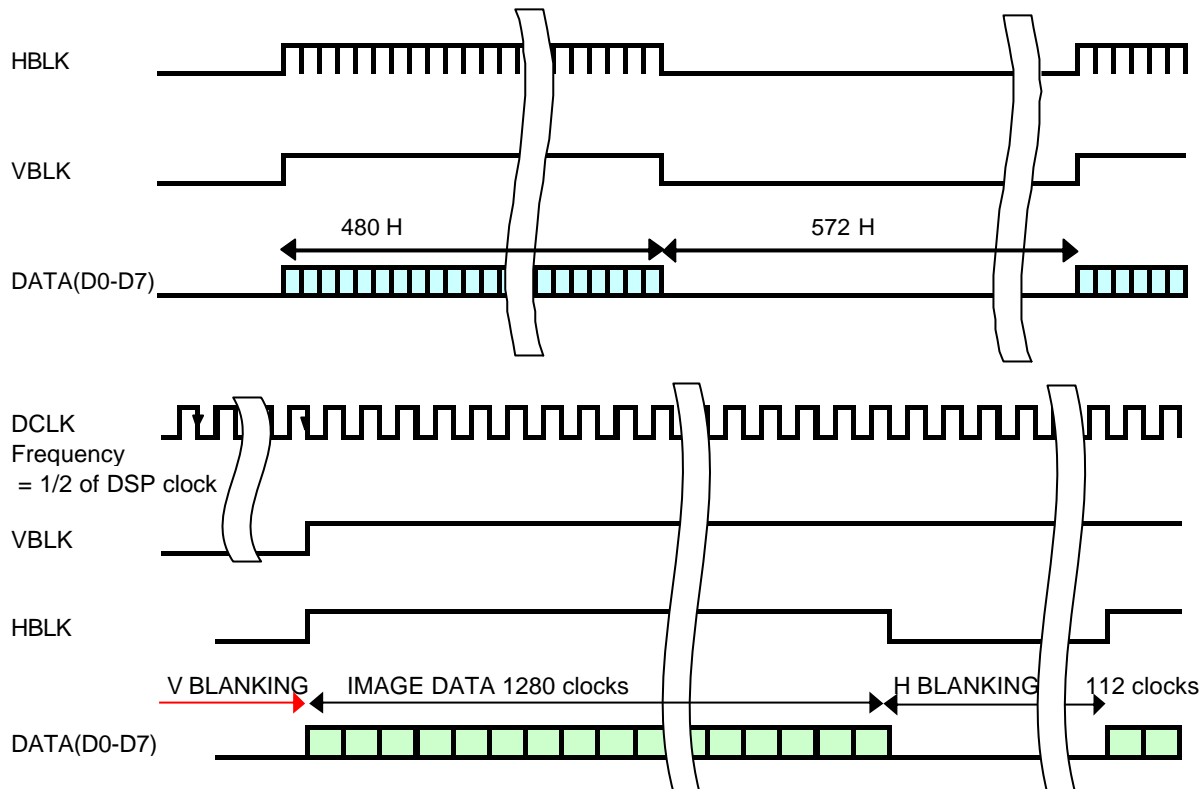 HBLK
VBLK
480 H
572 H
DATA(D0-D7)
DCLK
Frequency
= 1/2 of DSP clock
VBLK
HBLK
V BLANKING
IMAGE DATA 1280 clocks
H BLANKING
112 clocks
DATA(D0-D7)